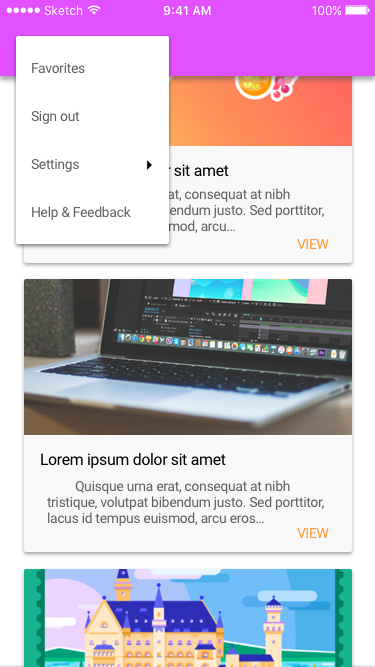 Sketch 9:41 AM 100%
Favorites
Sign out
Settings
Help & Feedback
sit amet
at, consequat at nibh
bendum justo. Sed porttitor,
mod, arcu...
VIEW
Lorem ipsum dolor sit amet
Quisque urna erat, consequat at nibh
tristique, volutpat bibendum justo. Sed porttitor,
lacus id tempus euismod, arcu eros...
VIEW